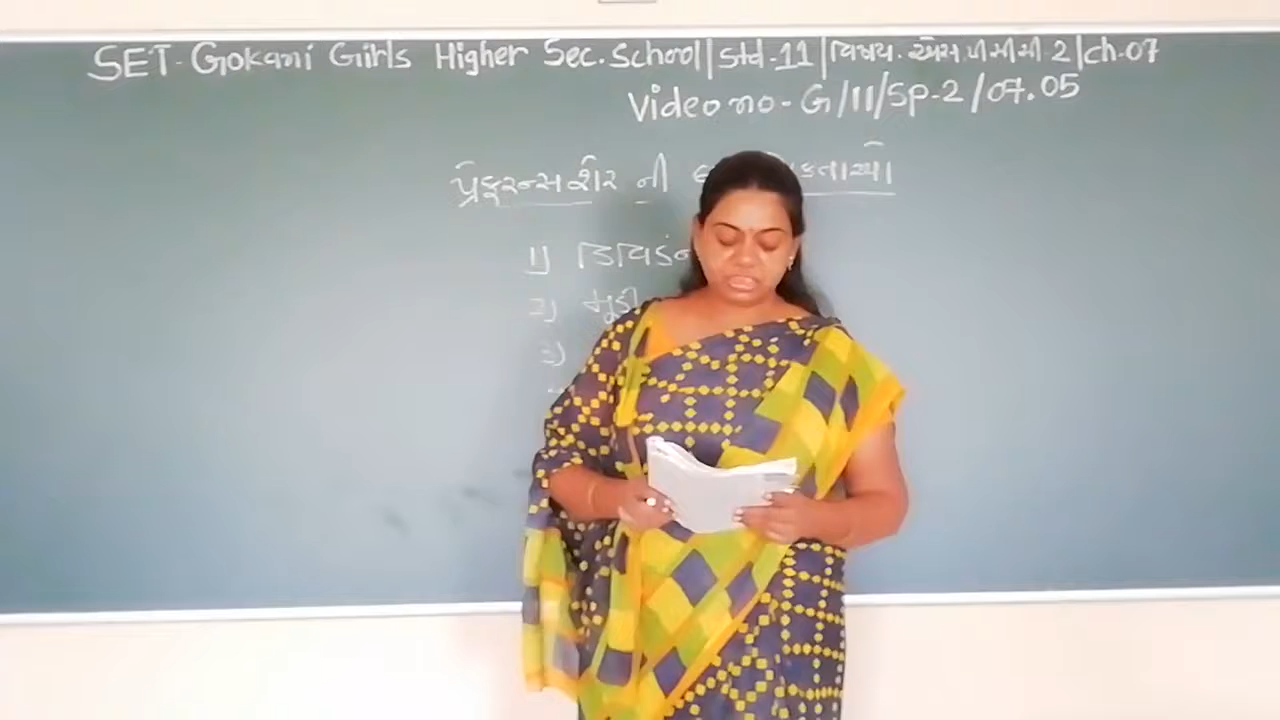 SET- Gokani Girls Higher Sec. School | Std-11 | વિષય. એસ.પી.સી.સી-2 | ch-07
Video no - G/11/SP-2/07.05
પ્રેફરન્સ શેર ની
1)
2) મૂડી
3)